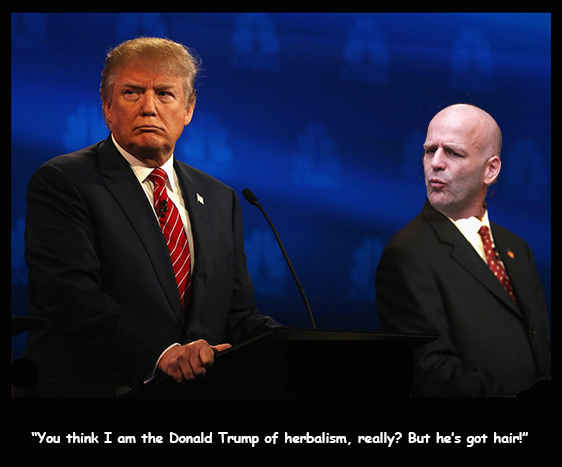 “You think I am the Donald Trump of herbalism, really? But he’s got hair!”